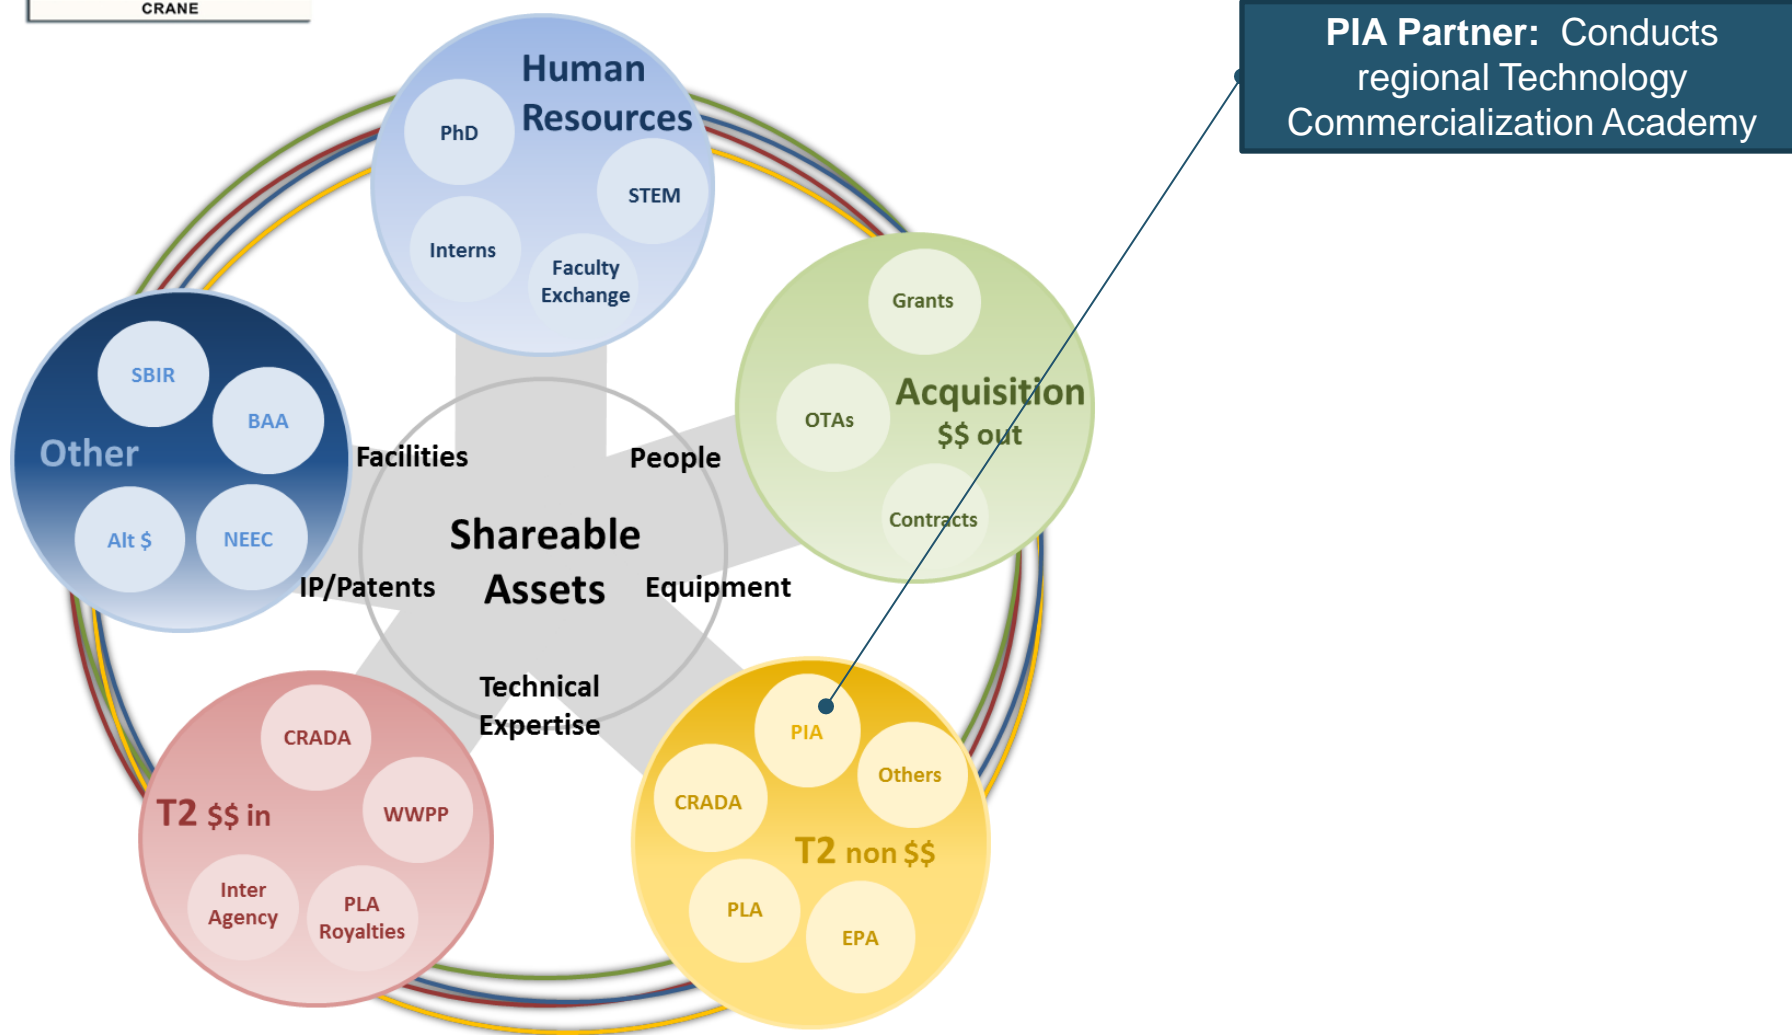 CRANE
PIA Partner: Conducts
regional Technology
Commercialization Academy
Human
Resources
PhD
STEM
Interns
Faculty
Exchange
Grants
OTAs
Acquisition
$$ out
Contracts
SBIR
BAA
Other
Alt $
NEEC
Facilities
People
Shareable
Assets
IP/Patents
Equipment
Technical
Expertise
CRADA
T2 $$ in
WWPP
Inter
Agency
PLA
Royalties
PIA
Others
CRADA
T2 non $$
PLA
EPA